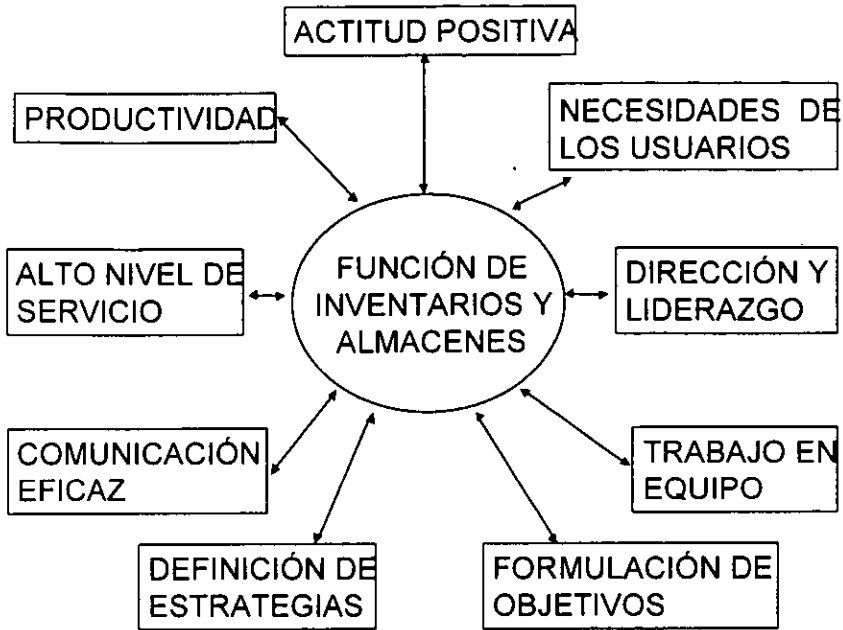 ACTITUD POSITIVA
PRODUCTIVIDAD
NECESIDADES DE
LOS USUARIOS
ALTO NIVEL DE
SERVICIO
FUNCIÓN DE
INVENTARIOS Y
ALMACENES
DIRECCIÓN Y
LIDERAZGO
COMUNICACIÓN
EFICAZ
TRABAJO EN
EQUIPO
DEFINICIÓN DE
ESTRATEGIAS
FORMULACIÓN DE
OBJETIVOS